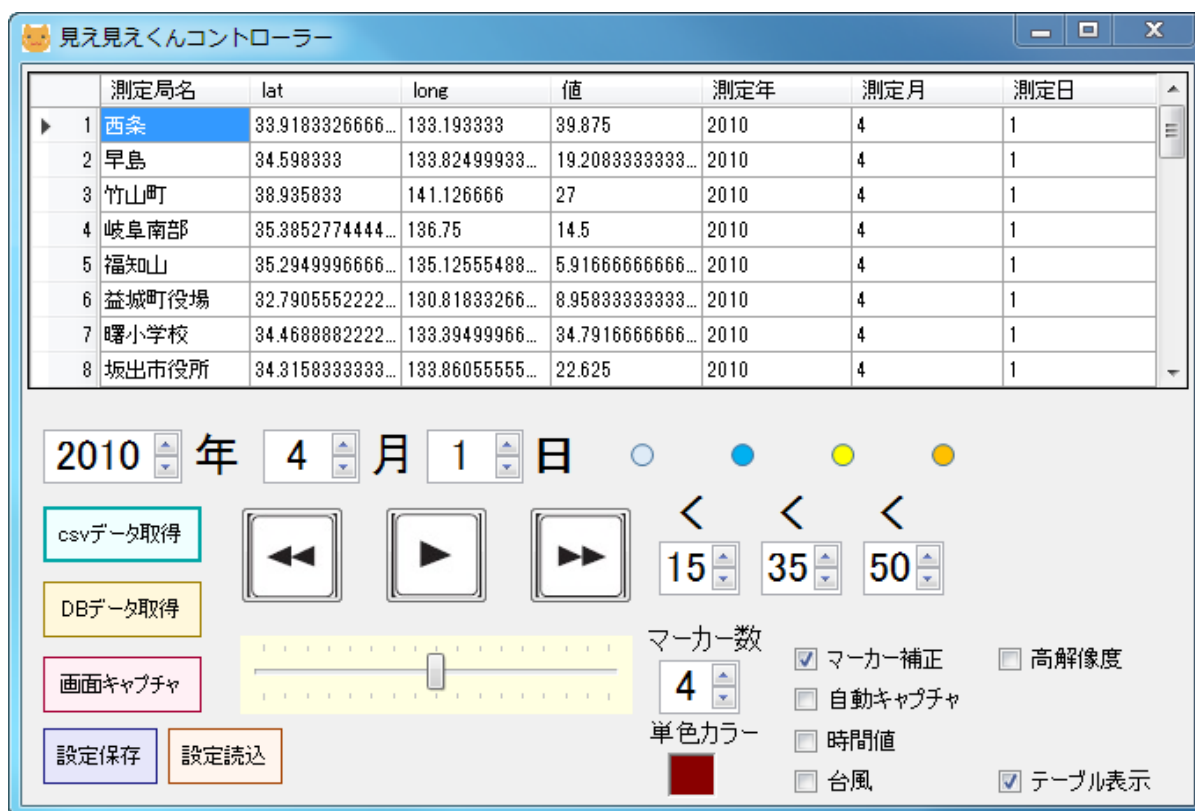 見え見えくんコントローラー
測定局名 lat long 値 測定年 測定月 測定日
1 西条 33.9183326666... 133.193333 39.875 2010 4 1
2 早島 34.598333 133.82499933... 19.2083333333... 2010 4 1
3 竹山町 38.935833 141.126666 27 2010 4 1
4 岐阜南部 35.3852774444... 136.75 14.5 2010 4 1
5 福知山 35.2949996666... 135.12555488... 5.91666666666... 2010 4 1
6 益城町役場 32.7905552222... 130.81833266... 8.95833333333... 2010 4 1
7 曙小学校 34.4688882222... 133.39499966... 34.7916666666... 2010 4 1
8 坂出市役所 34.3158333333... 133.86055555... 22.625 2010 4 1
2010 年 4 月 1 日
csvデータ取得
< < <
15 35 50
DBデータ取得
マーカー数
4
マーカー補正 高解像度
画面キャプチャ
自動キャプチャ
単色カラー
時間値
設定保存 設定読込
台風 テーブル表示